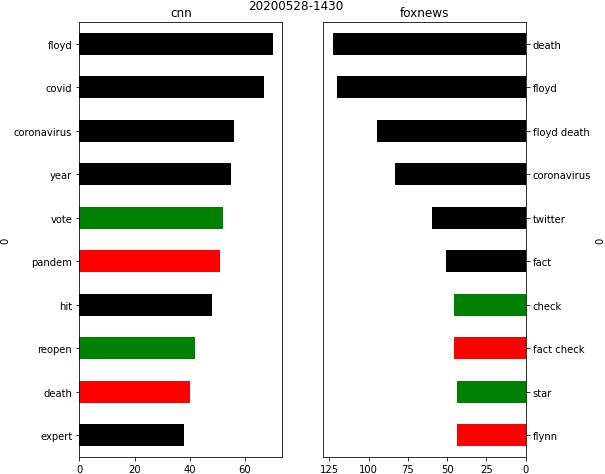 20200528-1430
cnn
foxnews
floyd
covid
coronavirus
year
vote
pandem
hit
reopen
death
expert
0
0 20 40 60
death
floyd
floyd death
coronavirus
twitter
fact
check
fact check
star
flynn
0
125 100 75 50 25 0